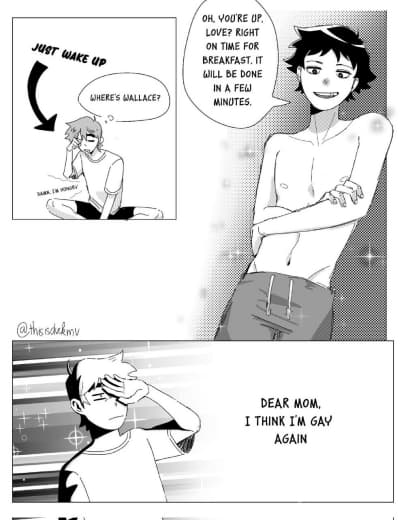 JUST WAKE UP
WHERE'S WALLACE?
DAMN, I'M HUNGRY
OH, YOU'RE UP,
LOVE? RIGHT
ON TIME FOR
BREAKFAST. IT
WILL BE DONE
IN A FEW
MINUTES.
DEAR MOM,
I THINK I'M GAY
AGAIN